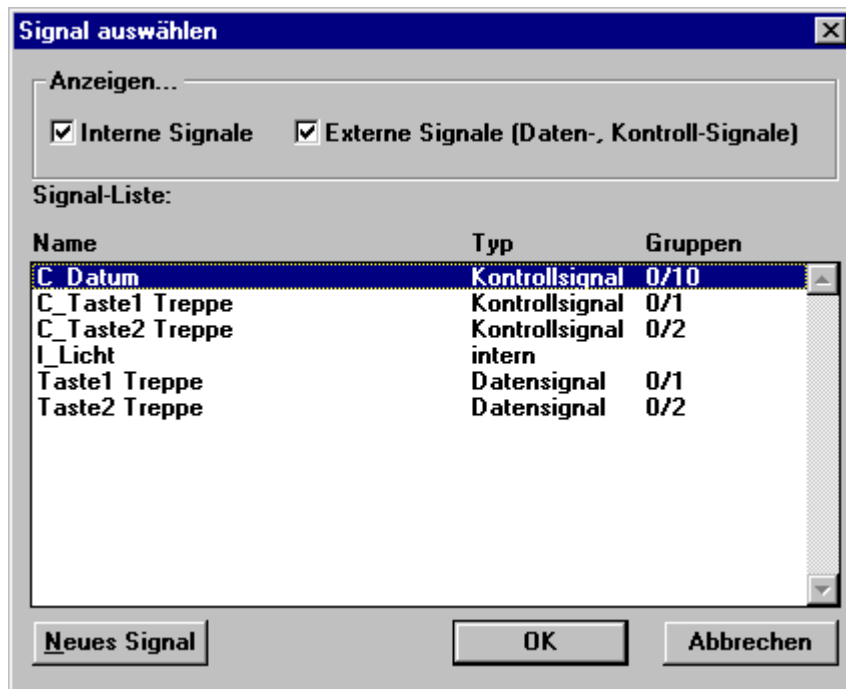 Signal auswählen
Anzeigen...
Interne Signale Externe Signale (Daten-, Kontroll-Signale)
Signal-Liste:
Name Typ Gruppen
C_Datum Kontrollsignal 0/10
C_Taste1 Treppe Kontrollsignal 0/1
C_Taste2 Treppe Kontrollsignal 0/2
I_Licht intern
Taste1 Treppe Datensignal 0/1
Taste2 Treppe Datensignal 0/2
Neues Signal OK Abbrechen